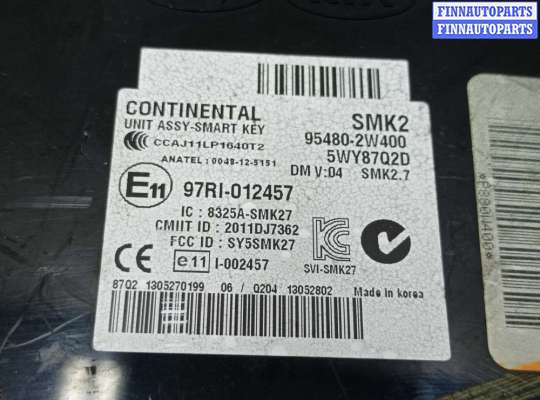 FINNAUTOPARTS
FINNAUTOPARTS
CONTINENTAL SMK2
UNIT ASSY-SMART KEY 95480-2W400
CCAJ11LP1640T2 5WY87Q2D
ANATEL : 0048-12-5151 DM V:04 SMK2.7
E11 97RI-012457
IC : 8325A-SMK27
CMIIT ID : 2011DJ7362
FCC ID : SY5SMK27
CE e11 I-002457 SVI-SMK27
87Q2 1305270199 06 / Q204 13052802 Made in korea